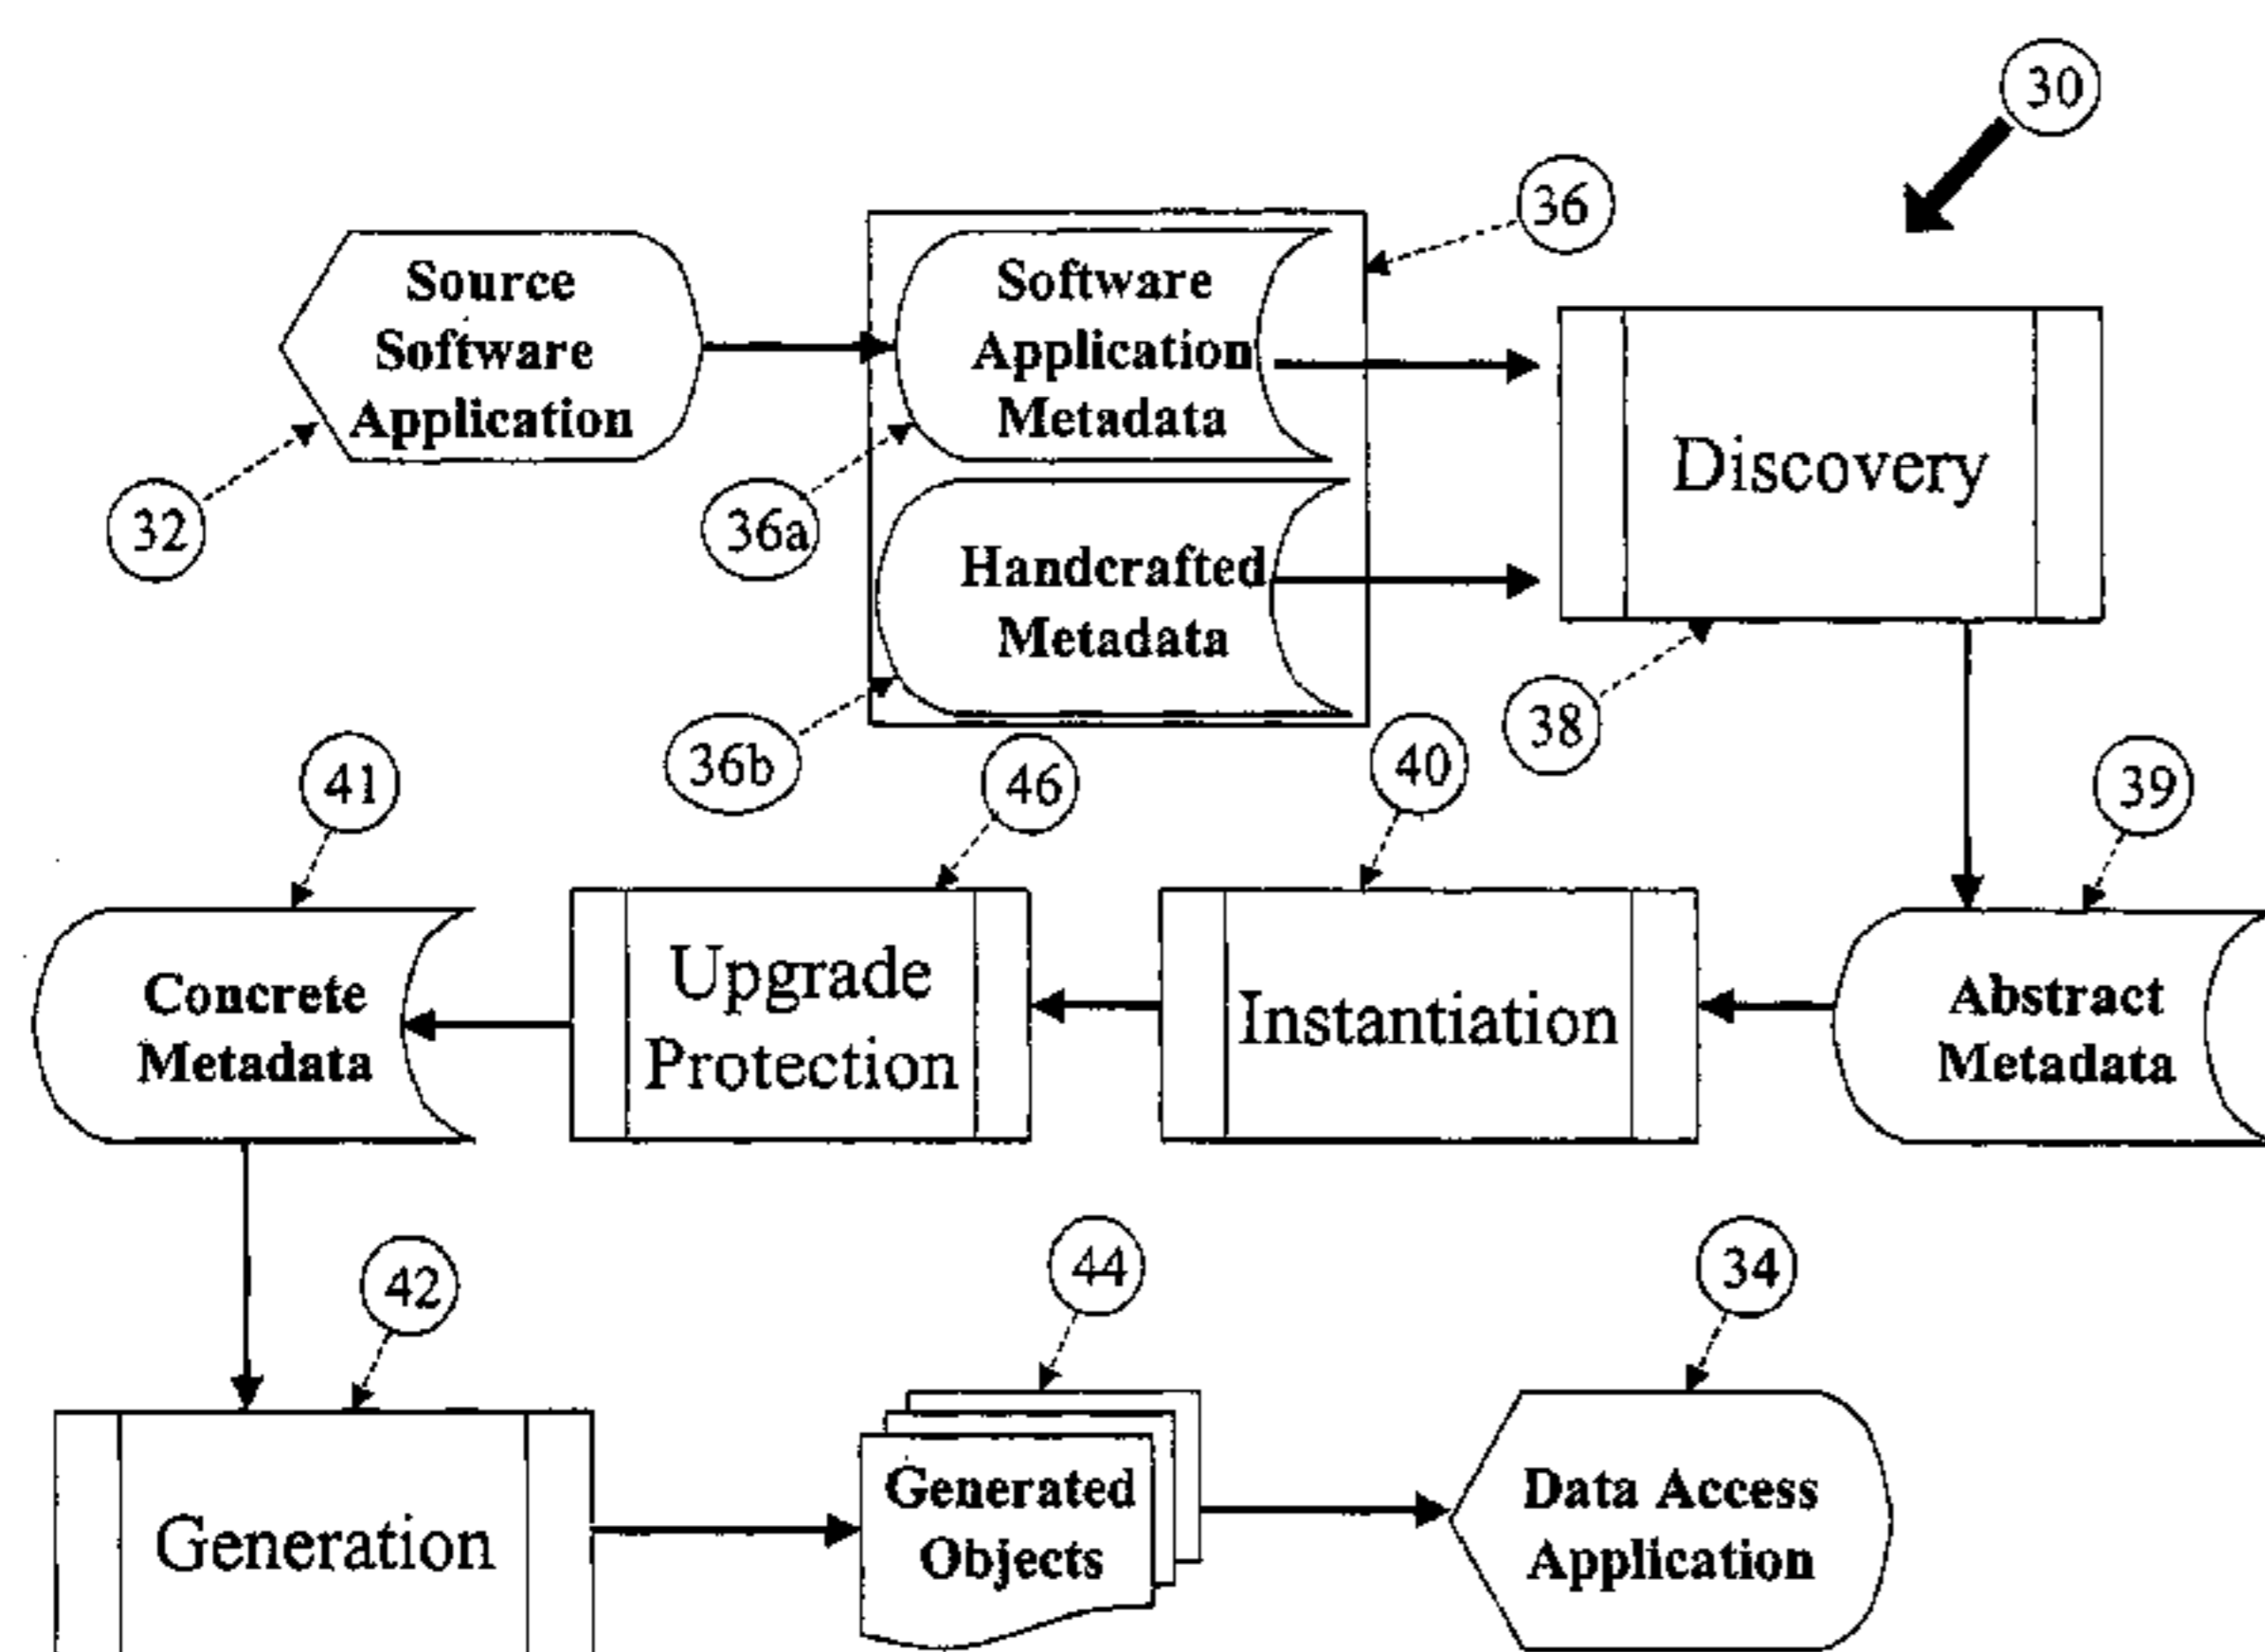 30
36
Source
Software
Application
Software
Application
Metadata
Discovery
32
36a
Handcrafted
Metadata
36b
38
41
46
40
39
Concrete
Metadata
Upgrade
Protection
Instantiation
Abstract
Metadata
42
44
34
Generation
Generated
Objects
Data Access
Application